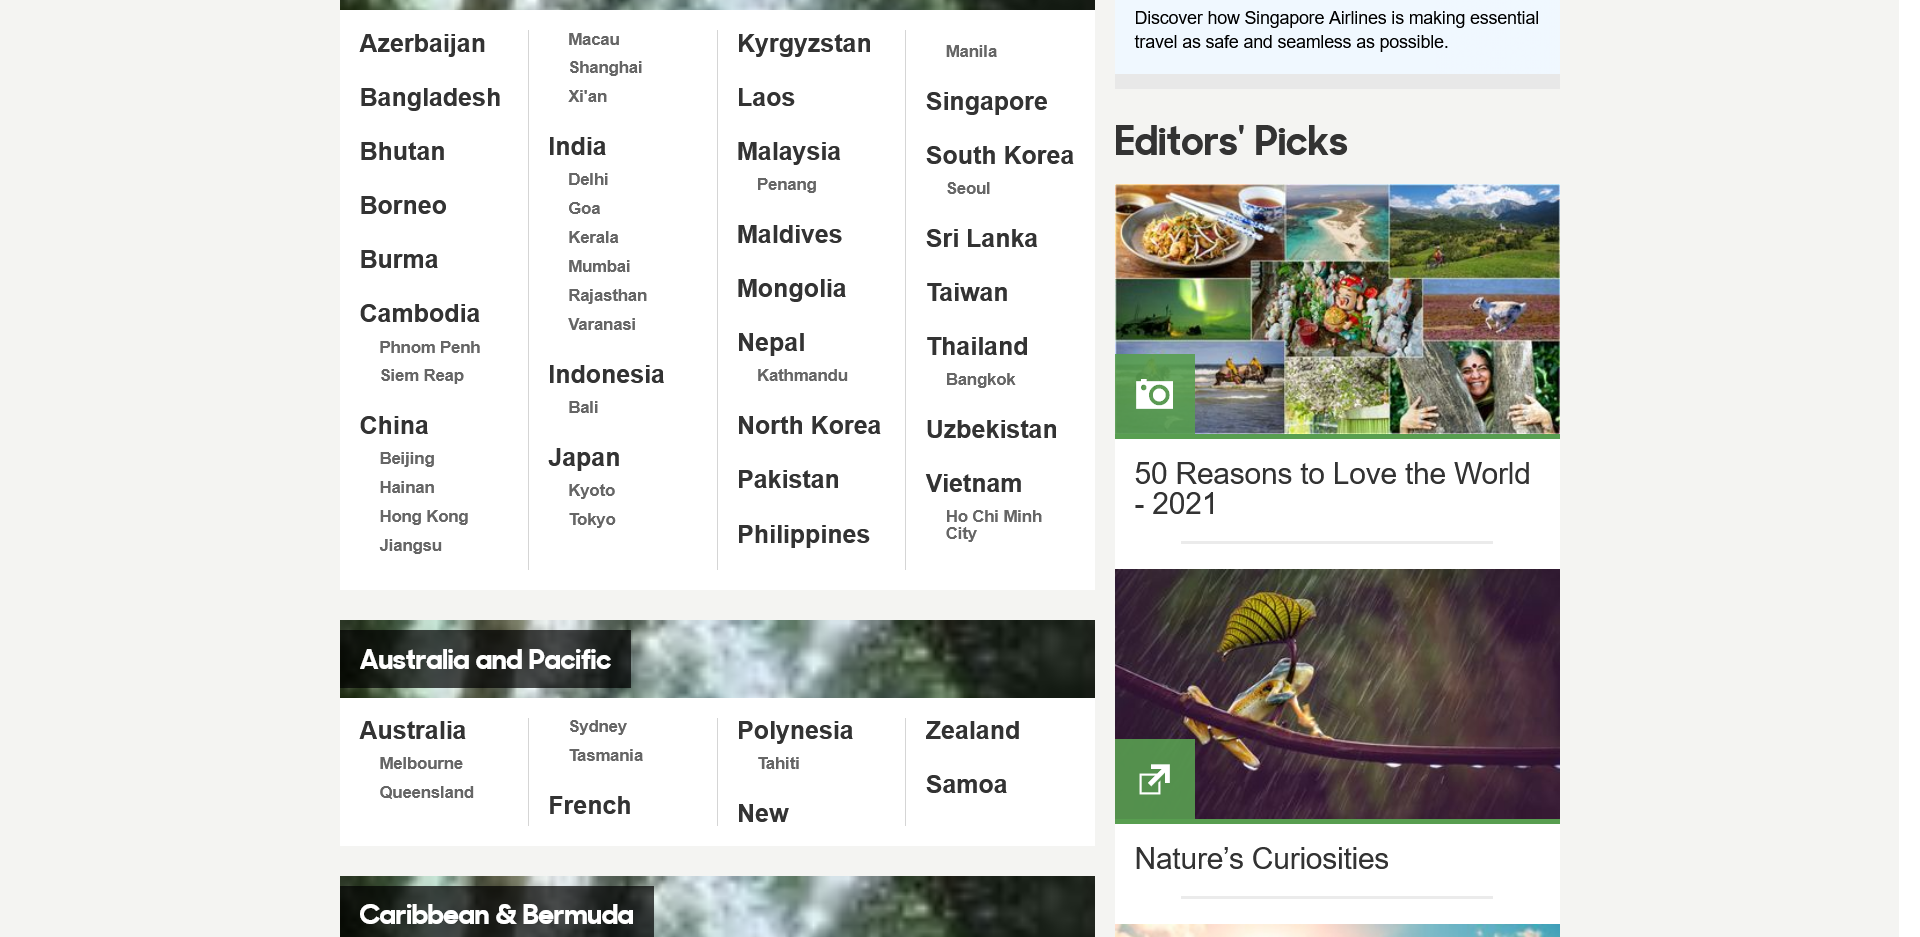 Azerbaijan
Bangladesh
Bhutan
Borneo
Burma
Cambodia
Phnom Penh
Siem Reap
China
Beijing
Hainan
Hong Kong
Jiangsu
Macau
Shanghai
Xi'an
India
Delhi
Goa
Kerala
Mumbai
Rajasthan
Varanasi
Indonesia
Bali
Japan
Kyoto
Tokyo
Kyrgyzstan
Laos
Malaysia
Penang
Maldives
Mongolia
Nepal
Kathmandu
North Korea
Pakistan
Philippines
Manila
Singapore
South Korea
Seoul
Sri Lanka
Taiwan
Thailand
Bangkok
Uzbekistan
Vietnam
Ho Chi Minh
City
Australia and Pacific
Australia
Melbourne
Queensland
Sydney
Tasmania
French
Polynesia
Tahiti
New
Zealand
Samoa
Caribbean & Bermuda
Discover how Singapore Airlines is making essential
travel as safe and seamless as possible.
Editors' Picks
50 Reasons to Love the World
- 2021
Nature’s Curiosities